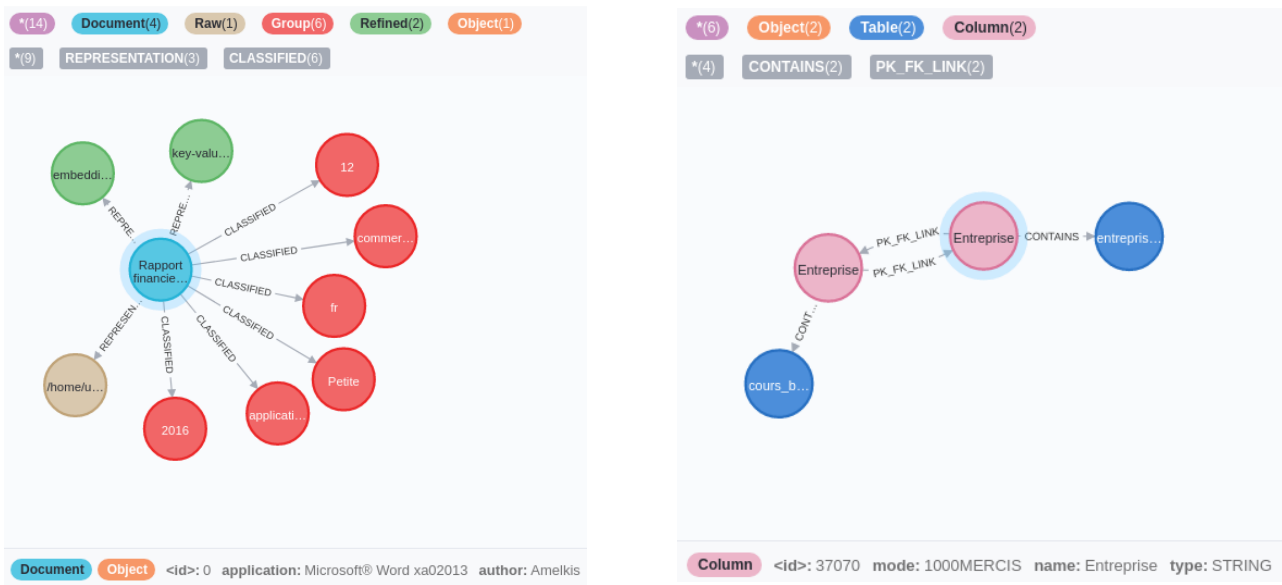 *(14) Document(4) Raw(1) Group(6) Refined(2) Object(1)
*(9) REPRESENTATION(3) CLASSIFIED(6)
embeddi...
key-valu...
12
commer...
fr
Petite
applicati...
2016
/home/u...
Rapport
financie...
REPRE...
REPRE...
CLASSIFIED
CLASSIFIED
CLASSIFIED
CLASSIFIED
CLASSIFIED
CLASSIFIED
REPRESEN...
Document Object <id>: 0 application: Microsoft® Word xa02013 author: Amelkis
*(6) Object(2) Table(2) Column(2)
*(4) CONTAINS(2) PK_FK_LINK(2)
Entreprise
PK_FK_LINK
PK_FK_LINK
Entreprise
CONTAINS
entrepris...
CONT...
cours_b...
Column <id>: 37070 mode: 1000MERCIS name: Entreprise type: STRING